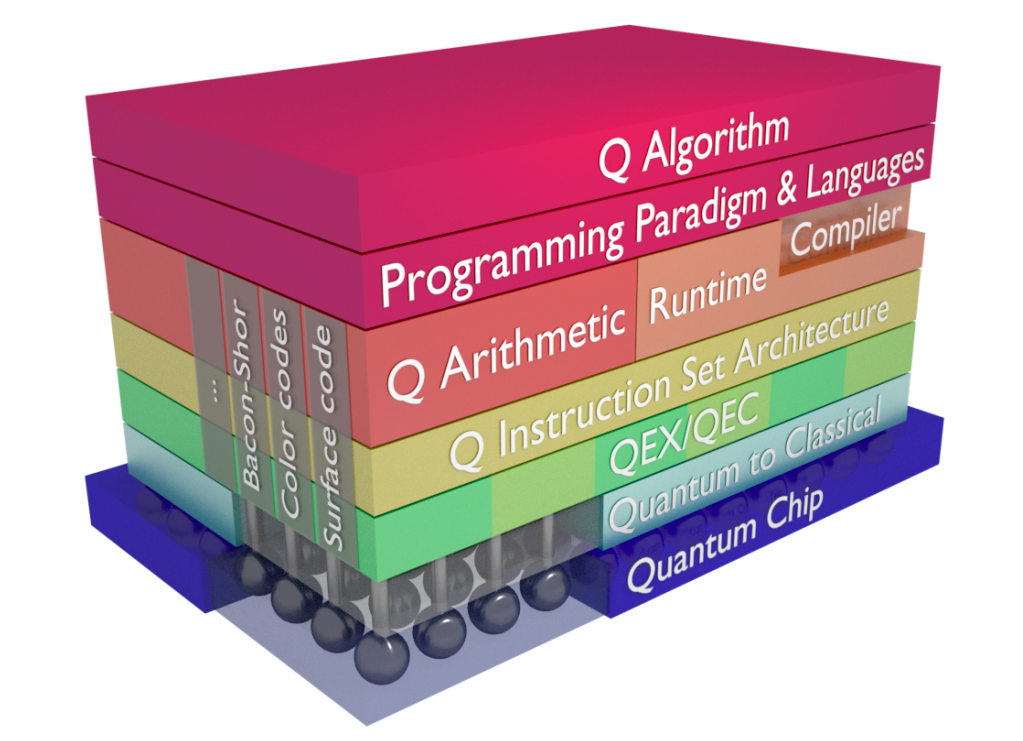 Q Algorithm
Programming Paradigm & Languages
Compiler
Q Arithmetic
Runtime
Q Instruction Set Architecture
QEX/QEC
Quantum to Classical
Quantum Chip
...
Bacon-Shor
Color codes
Surface code